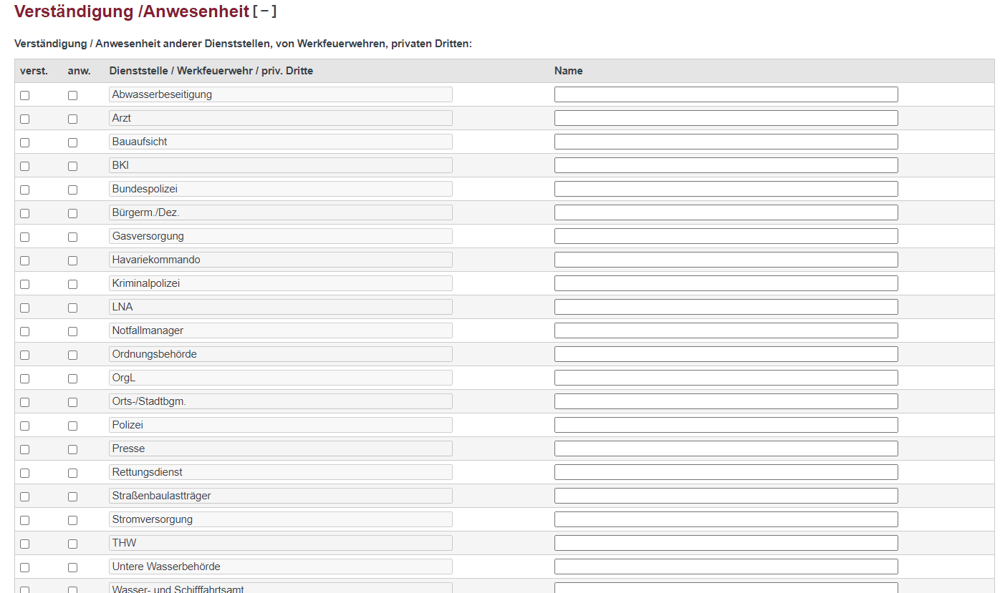 Verständigung /Anwesenheit [−]
Verständigung / Anwesenheit anderer Dienststellen, von Werkfeuerwehren, privaten Dritten:
verst. anw. Dienststelle / Werkfeuerwehr / priv. Dritte Name
Abwasserbeseitigung
Arzt
Bauaufsicht
BKI
Bundespolizei
Bürgerm./Dez.
Gasversorgung
Havariekommando
Kriminalpolizei
LNA
Notfallmanager
Ordnungsbehörde
OrgL
Orts-/Stadtbgm.
Polizei
Presse
Rettungsdienst
Straßenbaulastträger
Stromversorgung
THW
Untere Wasserbehörde
Wasser- und Schifffahrtsamt